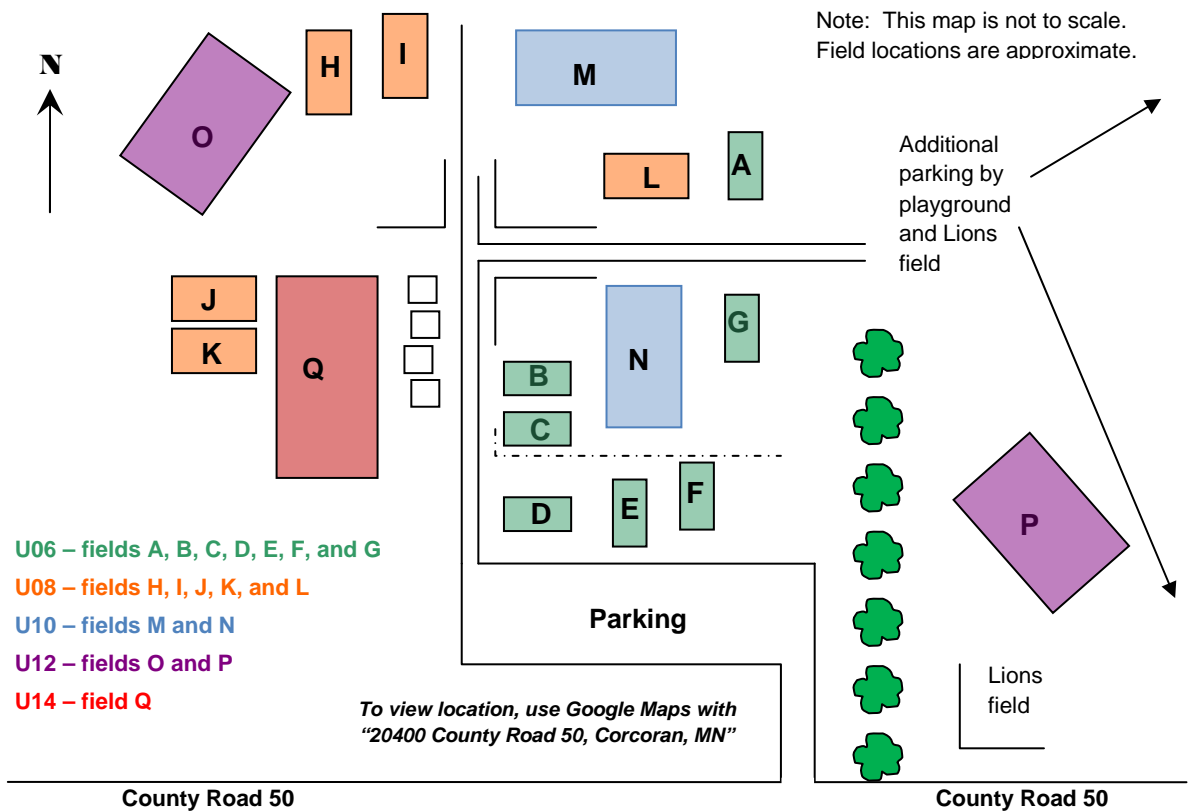 Note: This map is not to scale.
Field locations are approximate.
N
H
I
M
O
L
A
Additional
parking by
playground
and Lions
field
J
K
Q
N
G
B
C
D
E
F
P
U06 – fields A, B, C, D, E, F, and G
U08 – fields H, I, J, K, and L
U10 – fields M and N
U12 – fields O and P
U14 – field Q
Parking
Lions
field
To view location, use Google Maps with
“20400 County Road 50, Corcoran, MN”
County Road 50
County Road 50